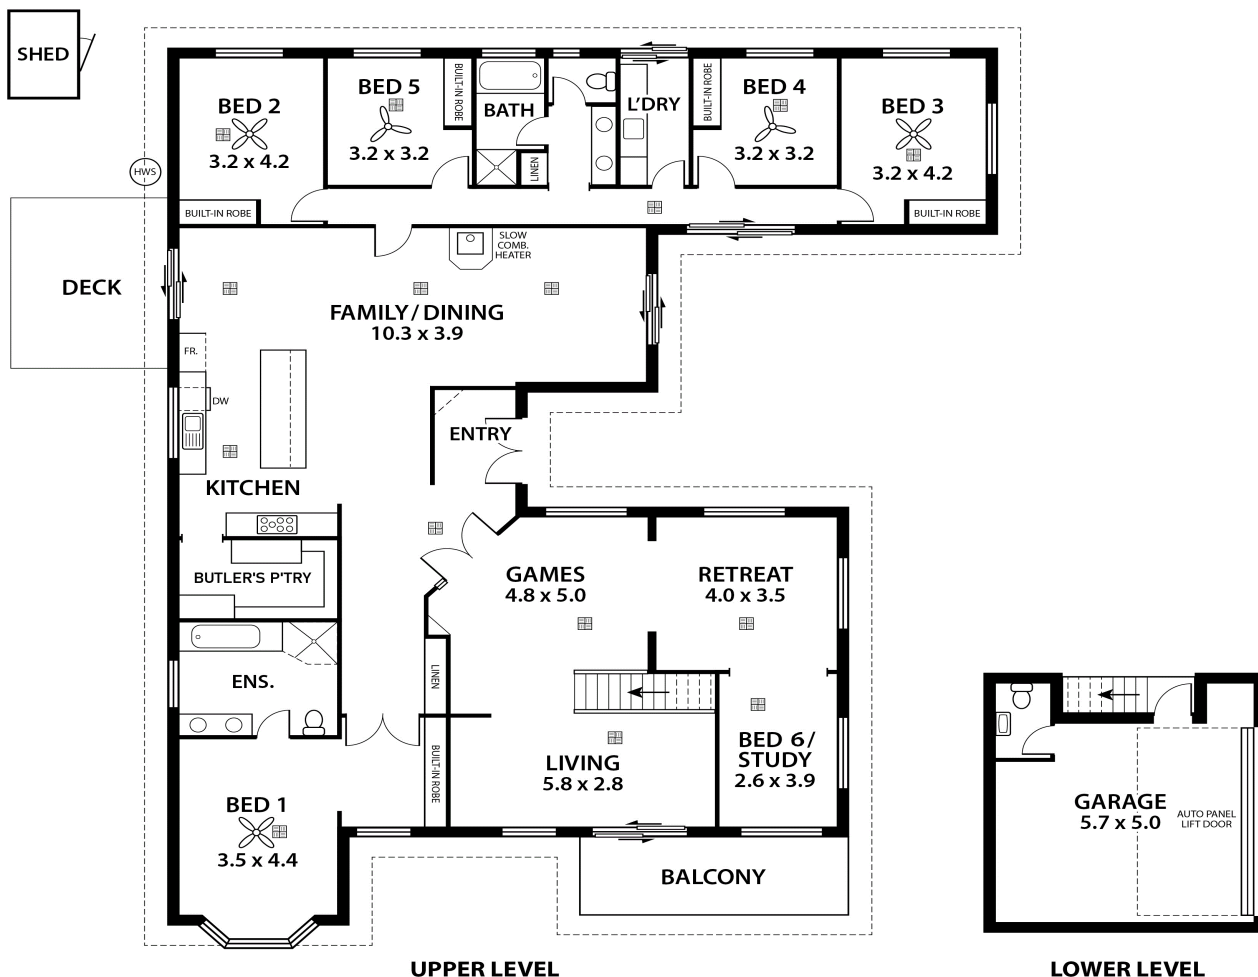 SHED
BED 2
3.2 x 4.2
BUILT-IN ROBE
BED 5
3.2 x 3.2
BUILT-IN ROBE
BATH
LINEN
L'DRY
BUILT-IN ROBE
BED 4
3.2 x 3.2
BED 3
3.2 x 4.2
BUILT-IN ROBE
HWS
DECK
SLOW
COMB.
HEATER
FAMILY / DINING
10.3 x 3.9
FR.
DW
KITCHEN
ENTRY
BUTLER'S P'TRY
GAMES
4.8 x 5.0
RETREAT
4.0 x 3.5
ENS.
LINEN
BUILT-IN ROBE
LIVING
5.8 x 2.8
BED 6/
STUDY
2.6 x 3.9
BED 1
3.5 x 4.4
BALCONY
UPPER LEVEL
GARAGE
5.7 x 5.0
AUTO PANEL
LIFT DOOR
LOWER LEVEL